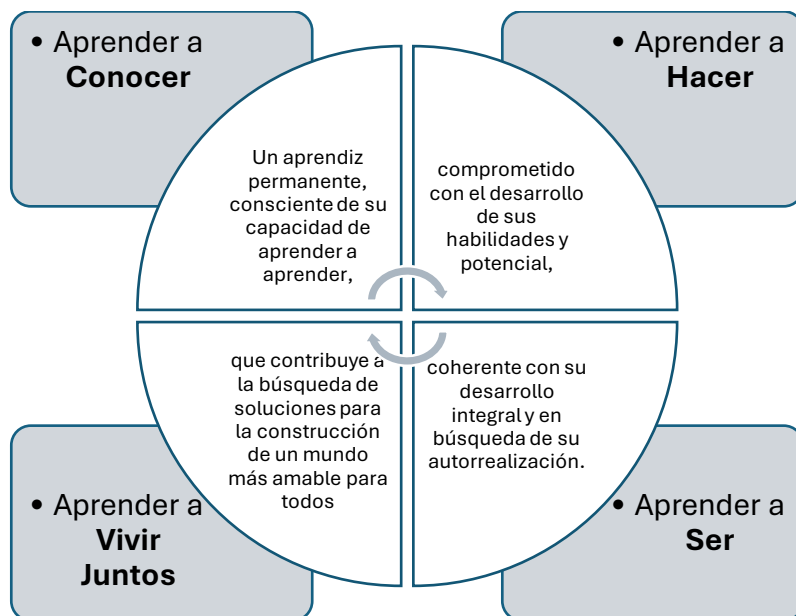 • Aprender a
Conocer
Un aprendiz
permanente,
consciente de su
capacidad de
aprender a
aprender,
• Aprender a
Hacer
comprometido
con el desarrollo
de sus
habilidades y
potencial,
que contribuye a
la búsqueda de
soluciones para
la construcción
de un mundo
más amable para
todos
• Aprender a
Vivir
Juntos
coherente con su
desarrollo
integral y en
búsqueda de su
autorrealización.
• Aprender a
Ser